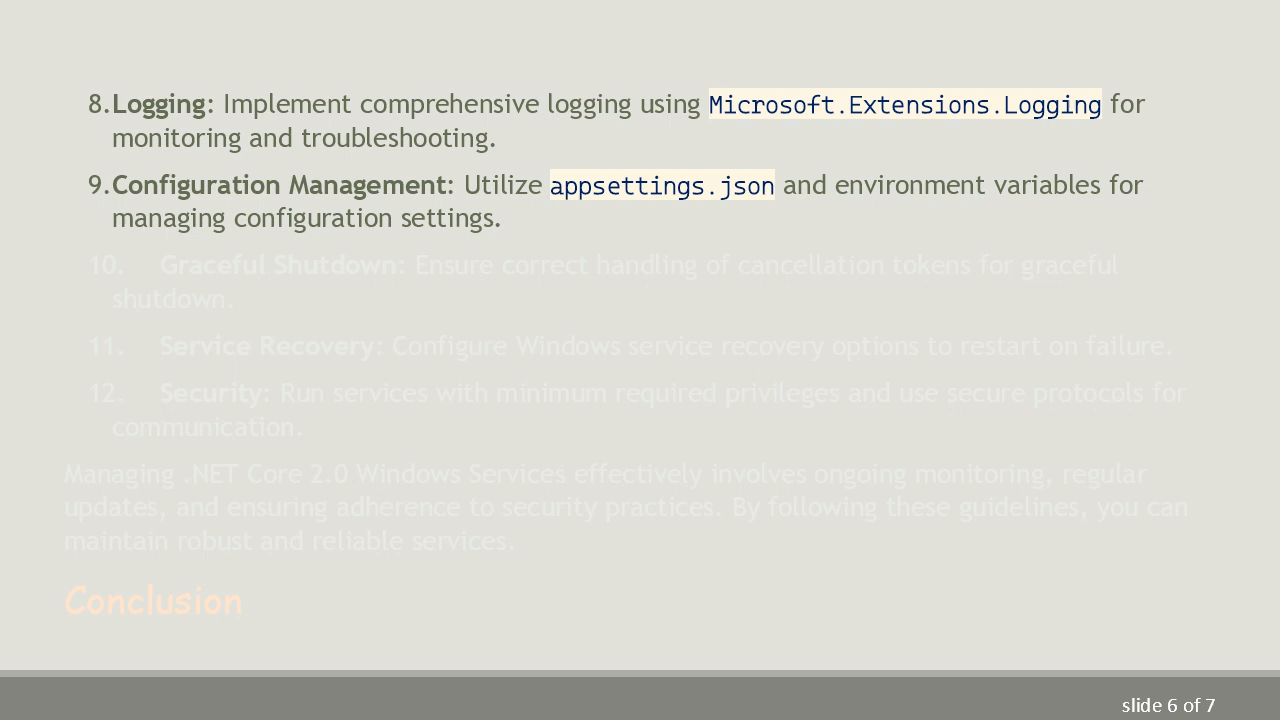 8.Logging: Implement comprehensive logging using Microsoft.Extensions.Logging for
monitoring and troubleshooting.
9.Configuration Management: Utilize appsettings.json and environment variables for
managing configuration settings.
10. Graceful Shutdown: Ensure correct handling of cancellation tokens for graceful
shutdown.
11. Service Recovery: Configure Windows service recovery options to restart on failure.
12. Security: Run services with minimum required privileges and use secure protocols for
communication.
Managing .NET Core 2.0 Windows Services effectively involves ongoing monitoring, regular
updates, and ensuring adherence to security practices. By following these guidelines, you can
maintain robust and reliable services.
Conclusion
slide 6 of 7